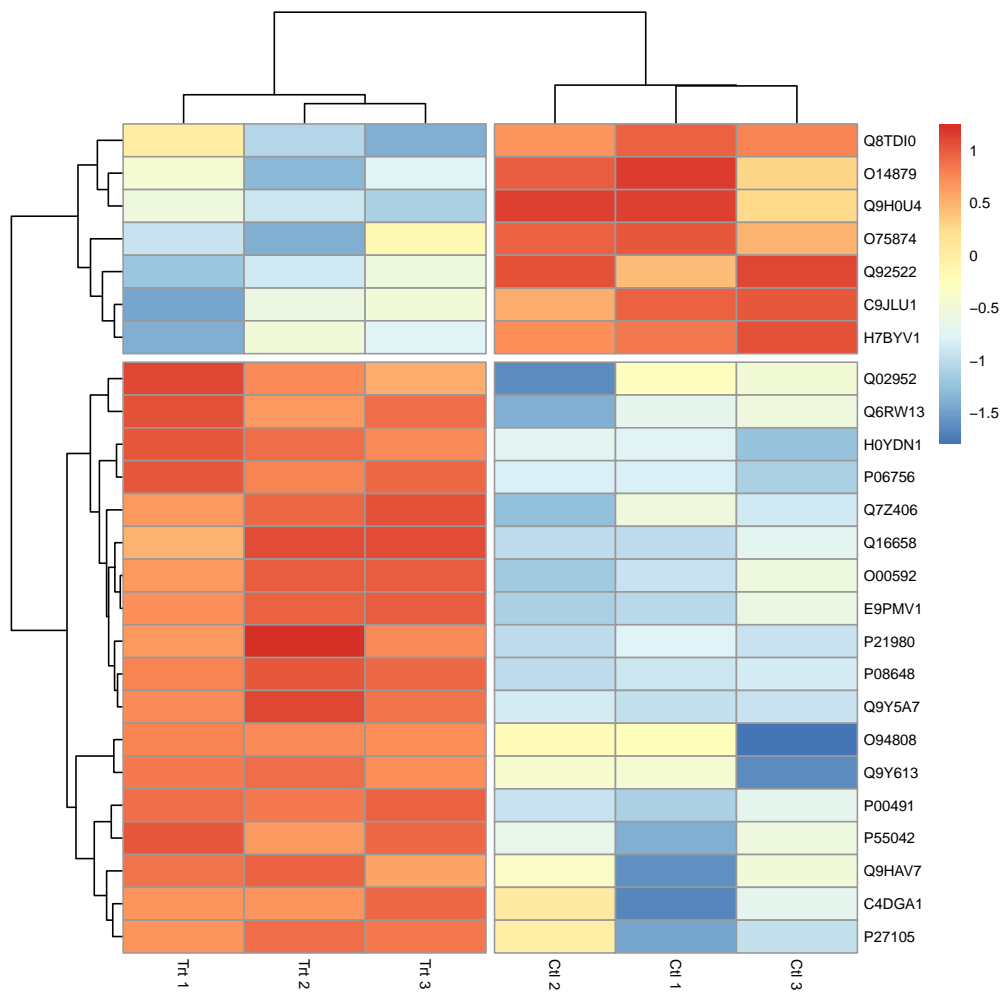 Q8TDI0
O14879
Q9H0U4
O75874
Q92522
C9JLU1
H7BYV1
Q02952
Q6RW13
H0YDN1
P06756
Q7Z406
Q16658
O00592
E9PMV1
P21980
P08648
Q9Y5A7
O94808
Q9Y613
P00491
P55042
Q9HAV7
C4DGA1
P27105
1
0.5
0
−0.5
−1
−1.5
Trt 1
Trt 2
Trt 3
Ctl 2
Ctl 1
Ctl 3